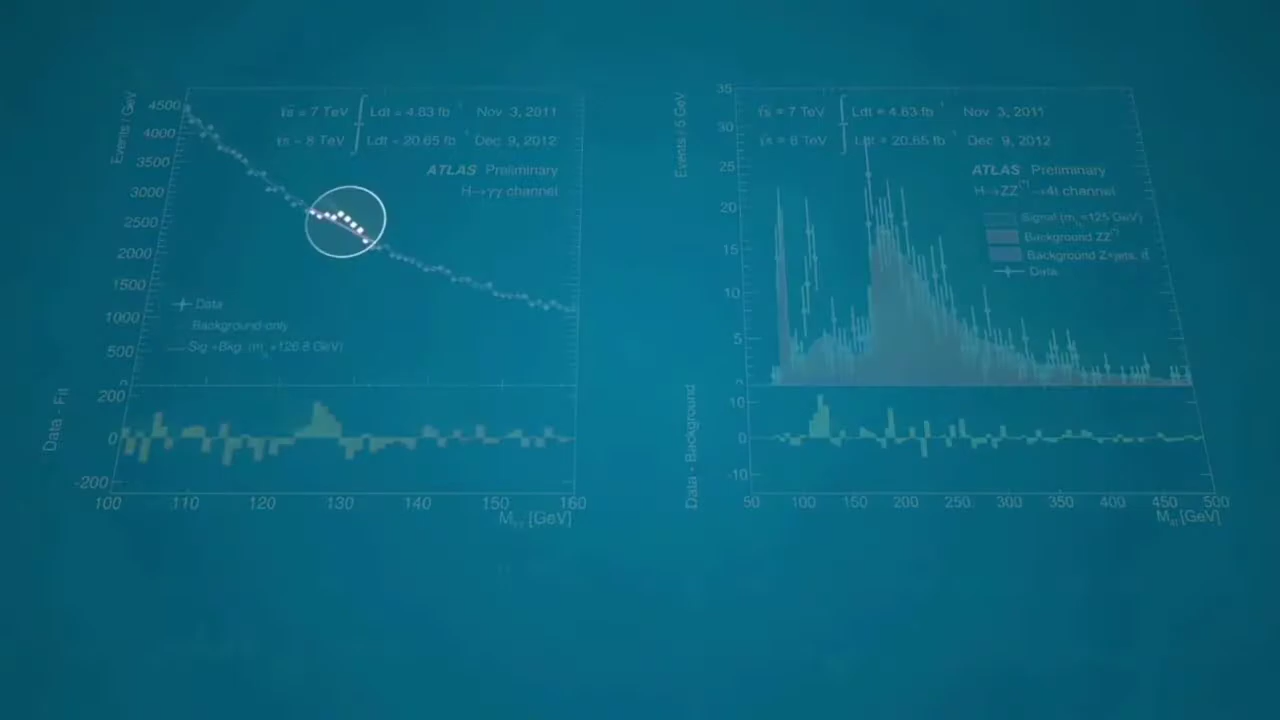 Events / GeV
4500
4000
3500
3000
2500
2000
1500
1000
500
0
√s = 7 TeV ∫ Ldt = 4.83 fb⁻¹ Nov. 3, 2011
√s = 8 TeV ∫ Ldt = 20.65 fb⁻¹ Dec. 9, 2012
ATLAS Preliminary
H→γγ channel
Data
Background-only
Data - Fit
200
0
-200
100 110 120 130 140 150 160
Mγγ [GeV]
Events / 5 GeV
35
30
25
20
15
10
5
√s = 7 TeV ∫ Ldt = 4.63 fb⁻¹ Nov. 3, 2011
√s = 8 TeV ∫ Ldt = 20.65 fb⁻¹ Dec. 9, 2012
ATLAS Preliminary
H→ZZ(*)→4l channel
Background ZZ(*)
Data
Data - Background
10
0
-10
50 100 150 200 250 300 350 400 450 500
[GeV]